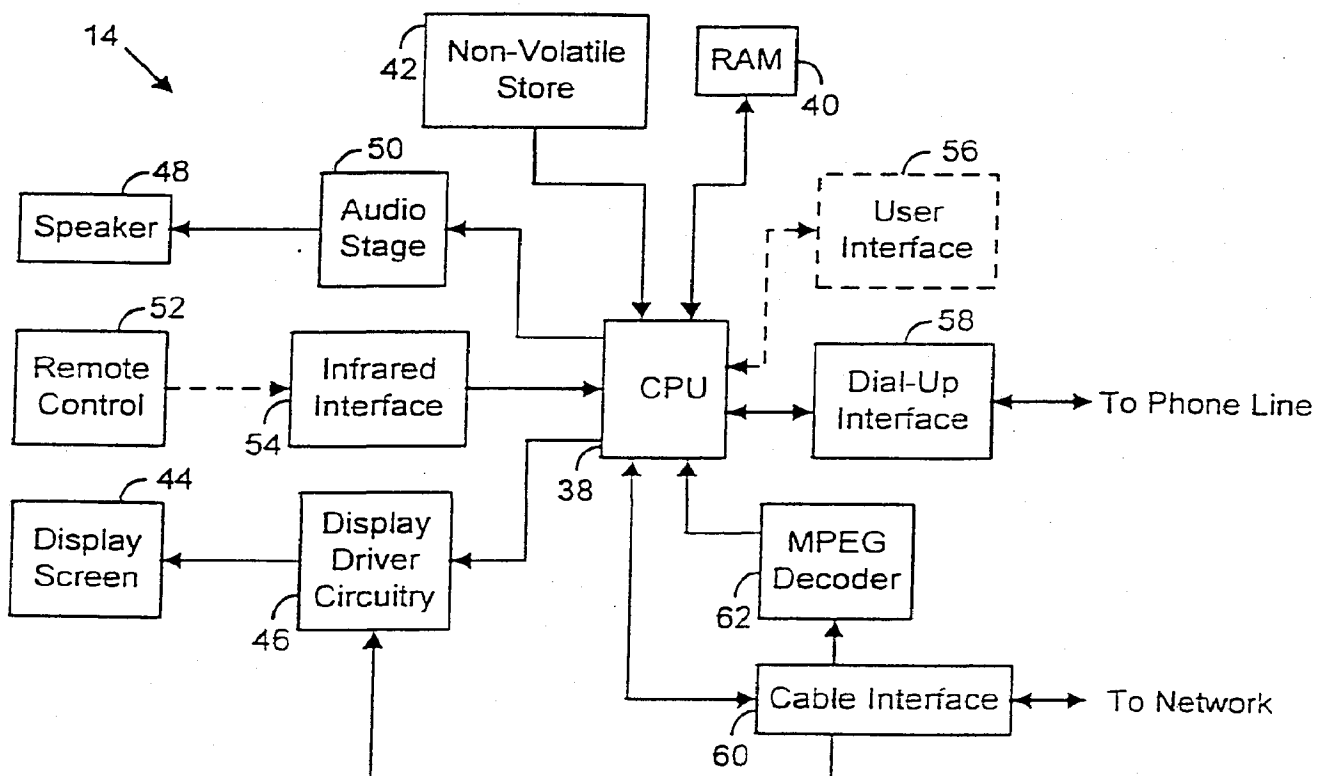 14
42
Non-Volatile
Store
RAM
40
50
48
Speaker
Audio
Stage
56
User
Interface
52
Remote
Control
54
Infrared
Interface
CPU
38
58
Dial-Up
Interface
To Phone Line
44
Display
Screen
Display
Driver
Circuitry
46
MPEG
Decoder
62
Cable Interface
60
To Network